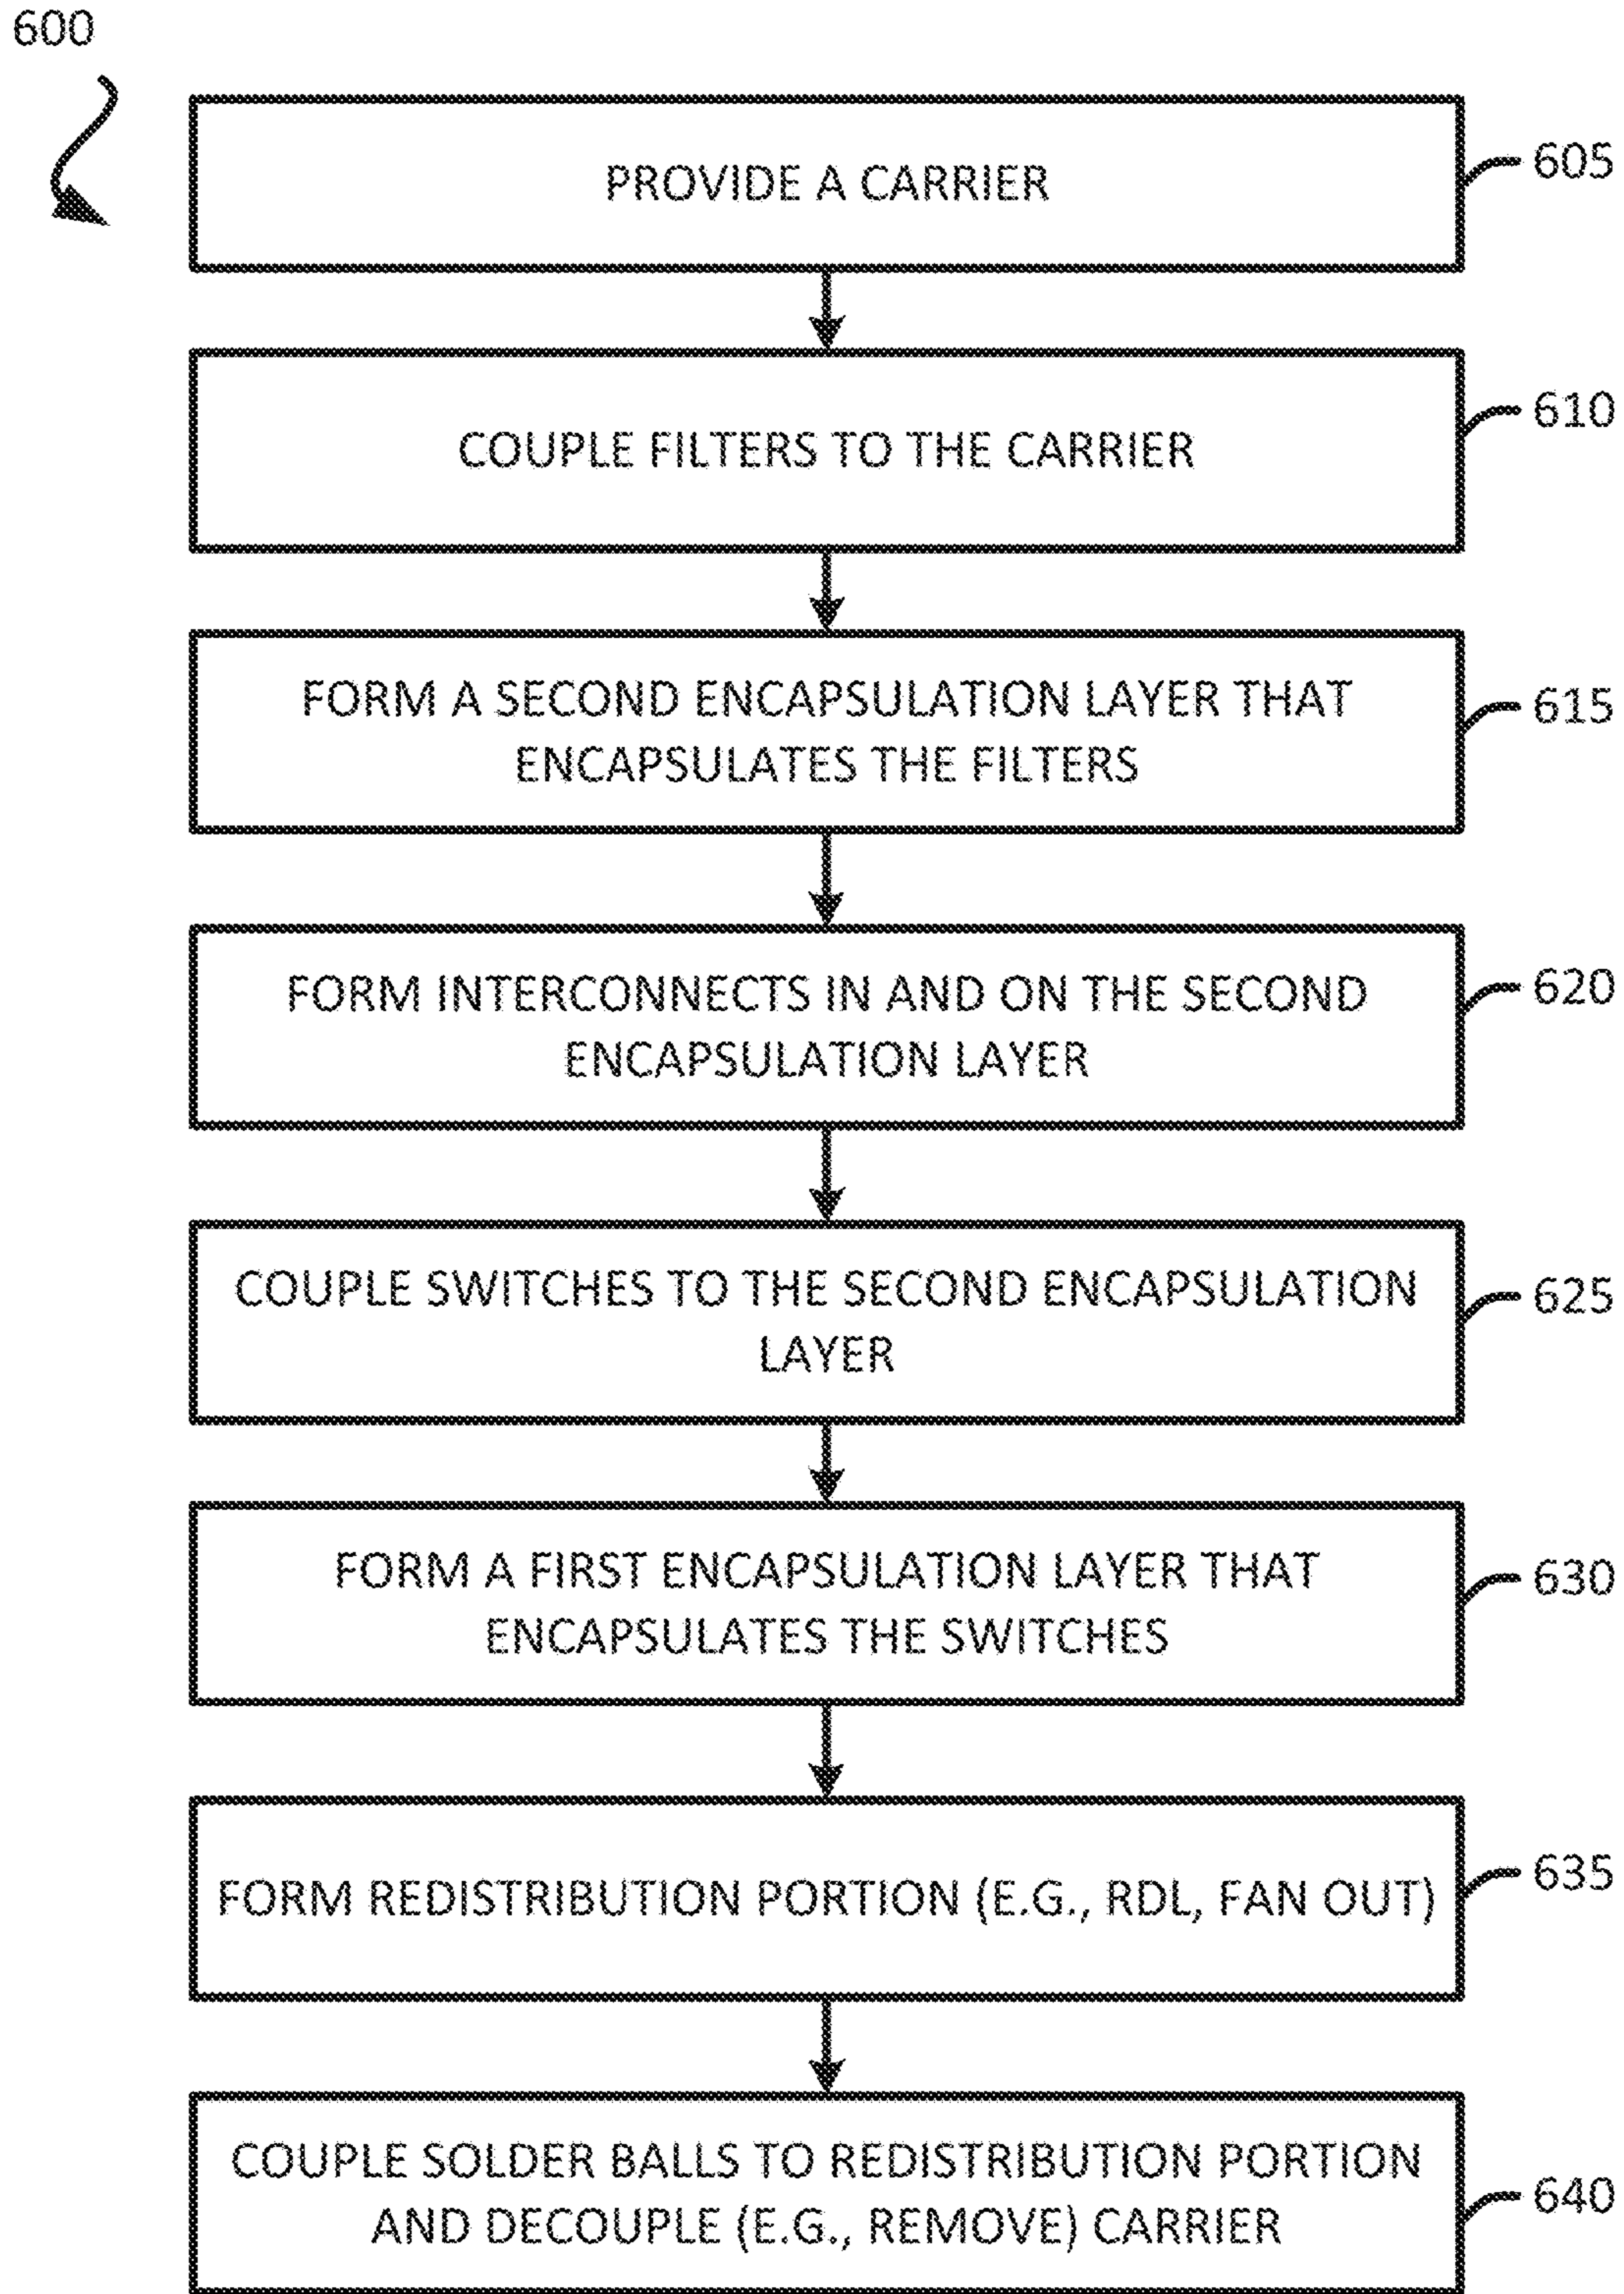 600
PROVIDE A CARRIER
605
COUPLE FILTERS TO THE CARRIER
610
FORM A SECOND ENCAPSULATION LAYER THAT
ENCAPSULATES THE FILTERS
615
FORM INTERCONNECTS IN AND ON THE SECOND
ENCAPSULATION LAYER
620
COUPLE SWITCHES TO THE SECOND ENCAPSULATION
LAYER
625
FORM A FIRST ENCAPSULATION LAYER THAT
ENCAPSULATES THE SWITCHES
630
FORM REDISTRIBUTION PORTION (E.G., RDL, FAN OUT)
635
COUPLE SOLDER BALLS TO REDISTRIBUTION PORTION
AND DECOUPLE (E.G., REMOVE) CARRIER
640